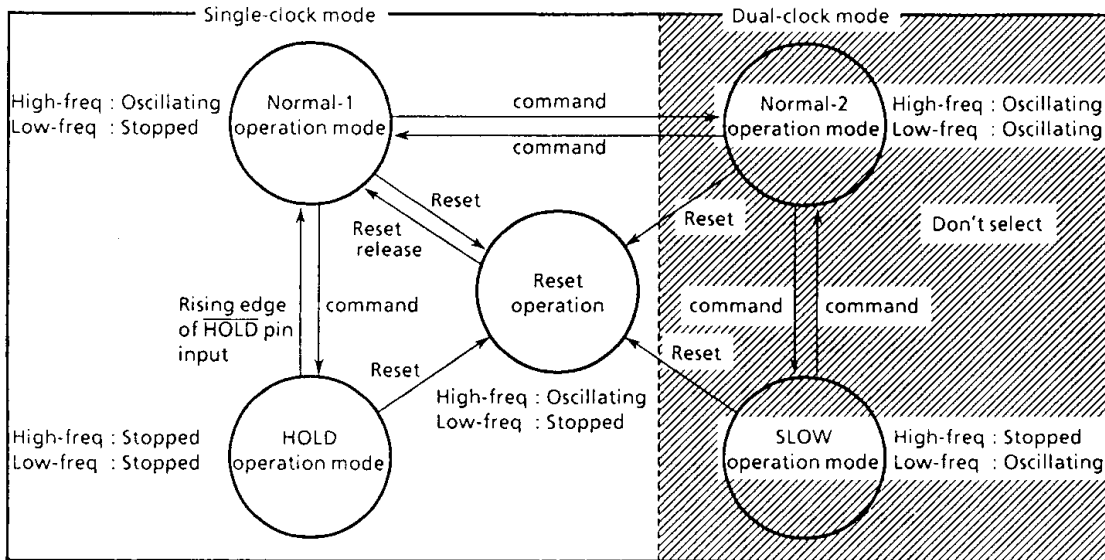 Single-clock mode
Dual-clock mode
High-freq : Oscillating
Low-freq : Stopped
Normal-1
operation mode
command
command
Normal-2
operation mode
High-freq : Oscillating
Low-freq : Oscillating
Reset
Reset
release
Reset
Don't select
Reset
operation
Rising edge
of HOLD pin
input
command
command
command
Reset
Reset
High-freq : Oscillating
Low-freq : Stopped
High-freq : Stopped
Low-freq : Stopped
HOLD
operation mode
SLOW
operation mode
High-freq : Stopped
Low-freq : Oscillating